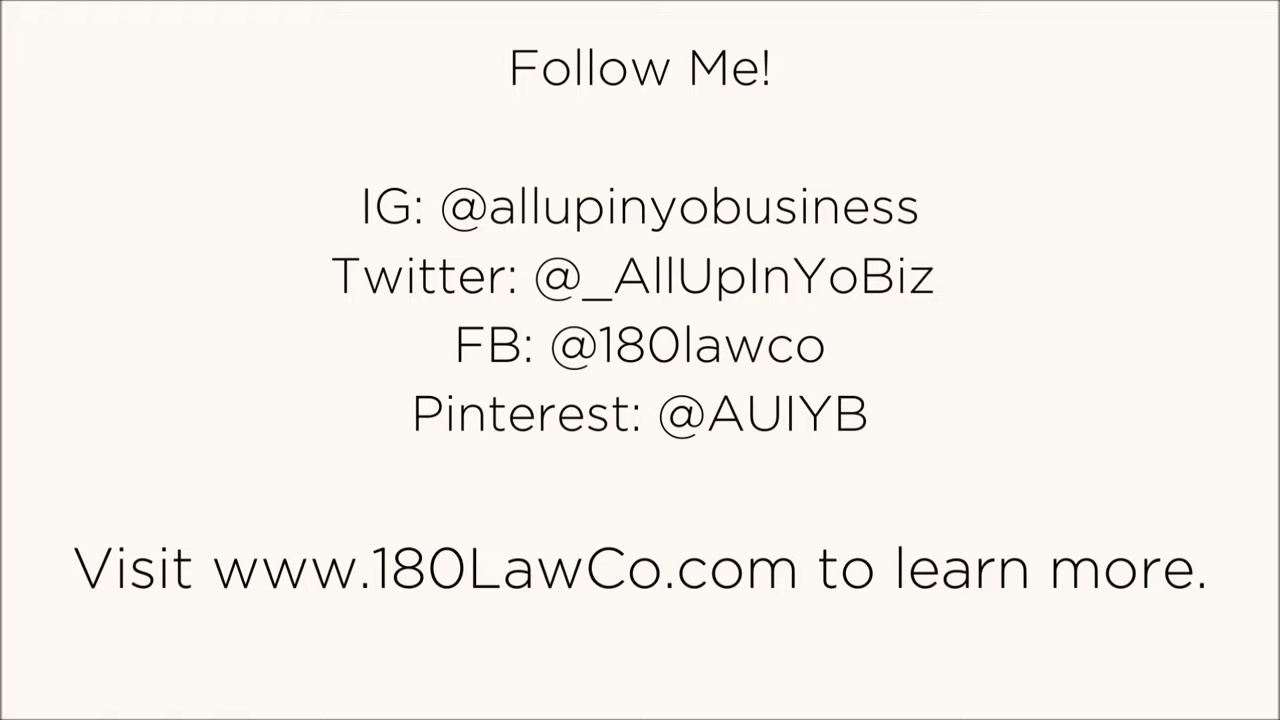 Follow Me!
IG: @allupinyobusiness
Twitter: @_AllUpInYoBiz
FB: @180lawco
Pinterest: @AUIYB
Visit www.180LawCo.com to learn more.